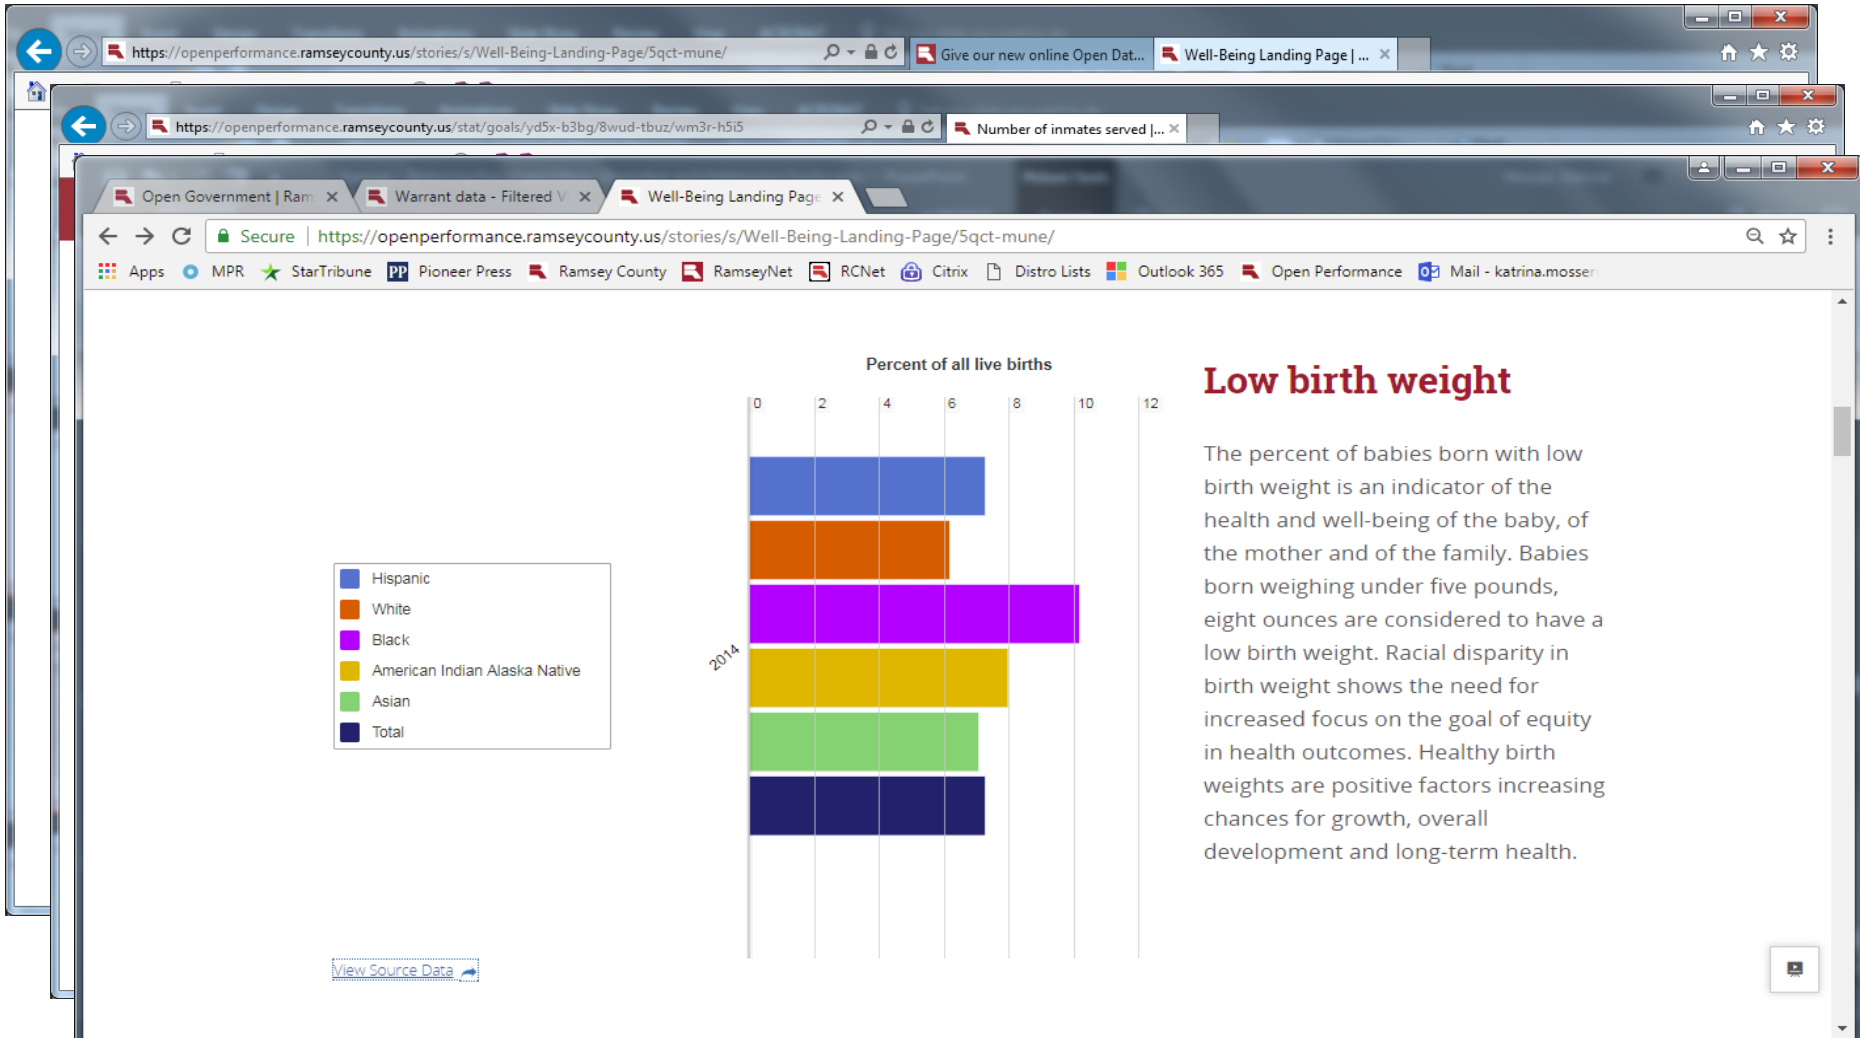 https://openperformance.ramseycounty.us/stories/s/Well-Being-Landing-Page/5qct-mune/
Give our new online Open Dat...
Well-Being Landing Page | ...
https://openperformance.ramseycounty.us/stat/goals/yd5x-b3bg/8wud-tbuz/wm3r-h5i5
Number of inmates served |...
Open Government | Ram
Warrant data - Filtered V
Well-Being Landing Page
Secure
https://openperformance.ramseycounty.us/stories/s/Well-Being-Landing-Page/5qct-mune/
Apps MPR StarTribune PP Pioneer Press Ramsey County RamseyNet RCNet Citrix Distro Lists Outlook 365 Open Performance Mail - katrina.mosser
Percent of all live births
0 2 4 6 8 10 12
2014
Hispanic
White
Black
American Indian Alaska Native
Asian
Total
View Source Data
Low birth weight
The percent of babies born with low
birth weight is an indicator of the
health and well-being of the baby, of
the mother and of the family. Babies
born weighing under five pounds,
eight ounces are considered to have a
low birth weight. Racial disparity in
birth weight shows the need for
increased focus on the goal of equity
in health outcomes. Healthy birth
weights are positive factors increasing
chances for growth, overall
development and long-term health.